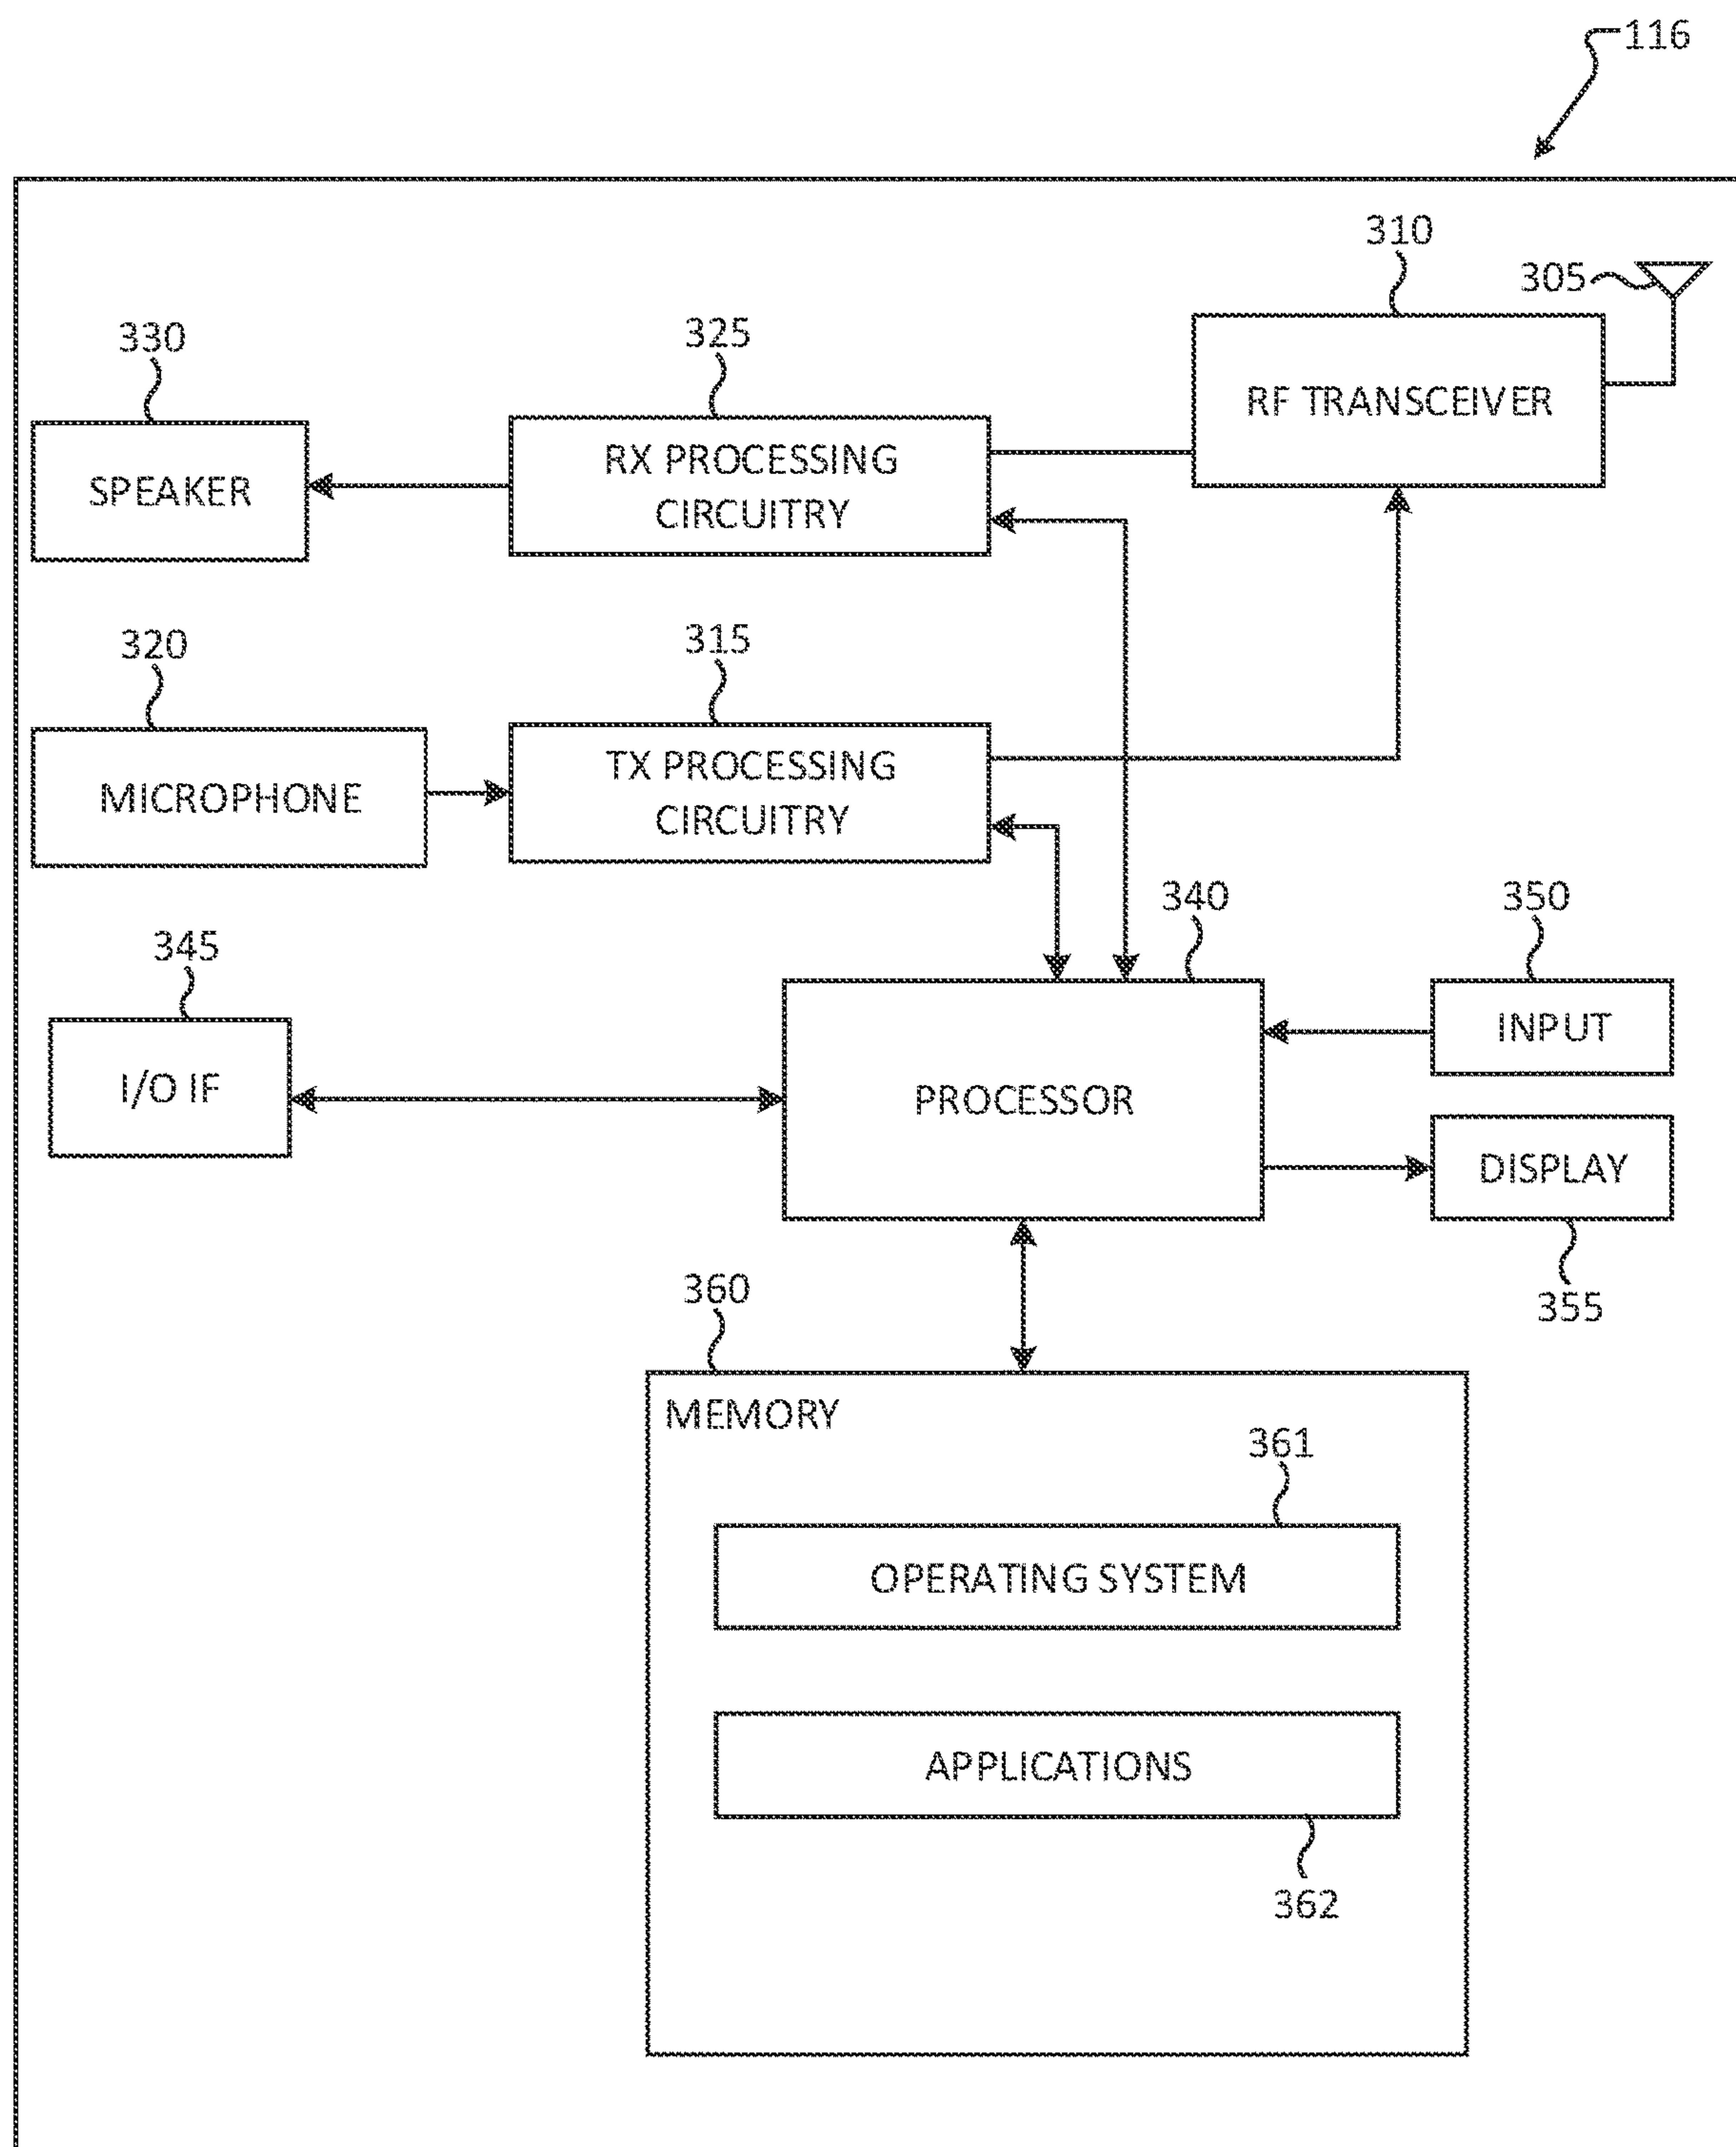 116
310
305
330
325
RF TRANSCEIVER
SPEAKER
RX PROCESSING
CIRCUITRY
320
315
MICROPHONE
TX PROCESSING
CIRCUITRY
340
350
345
INPUT
I/O IF
PROCESSOR
DISPLAY
355
360
MEMORY
361
OPERATING SYSTEM
APPLICATIONS
362